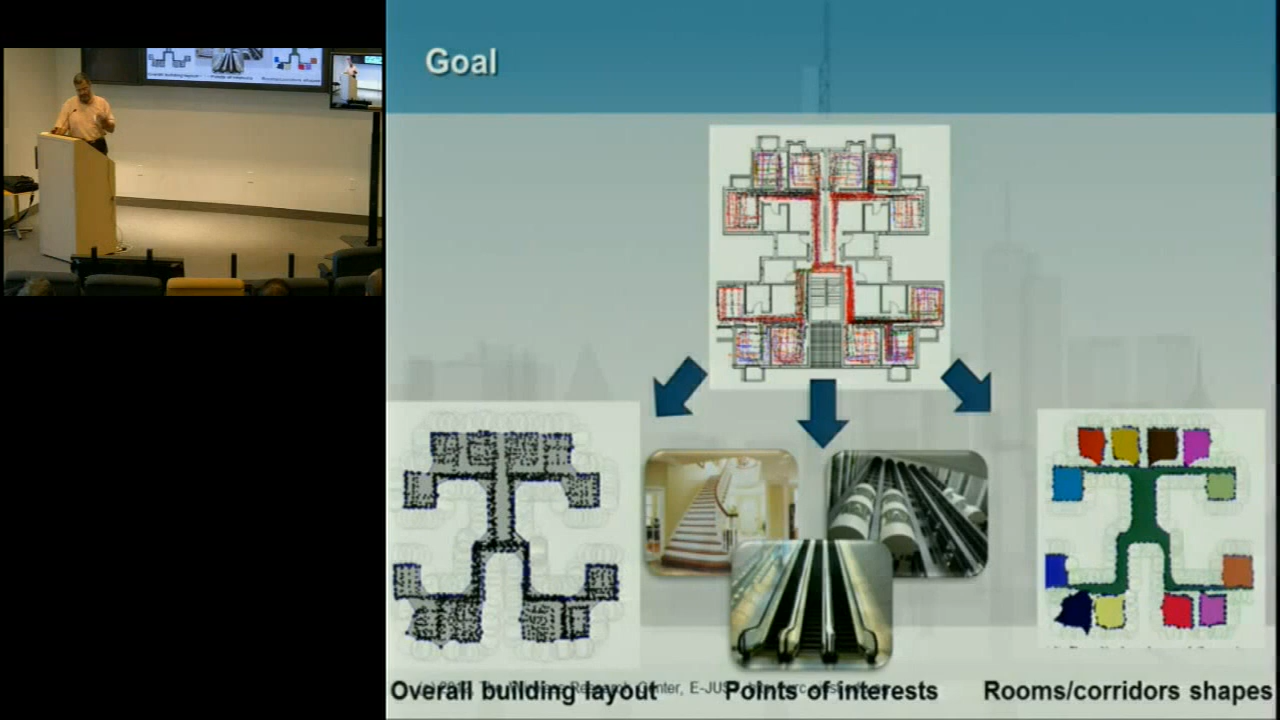 Goal
Overall building layout
Points of interests
Rooms/corridors shapes